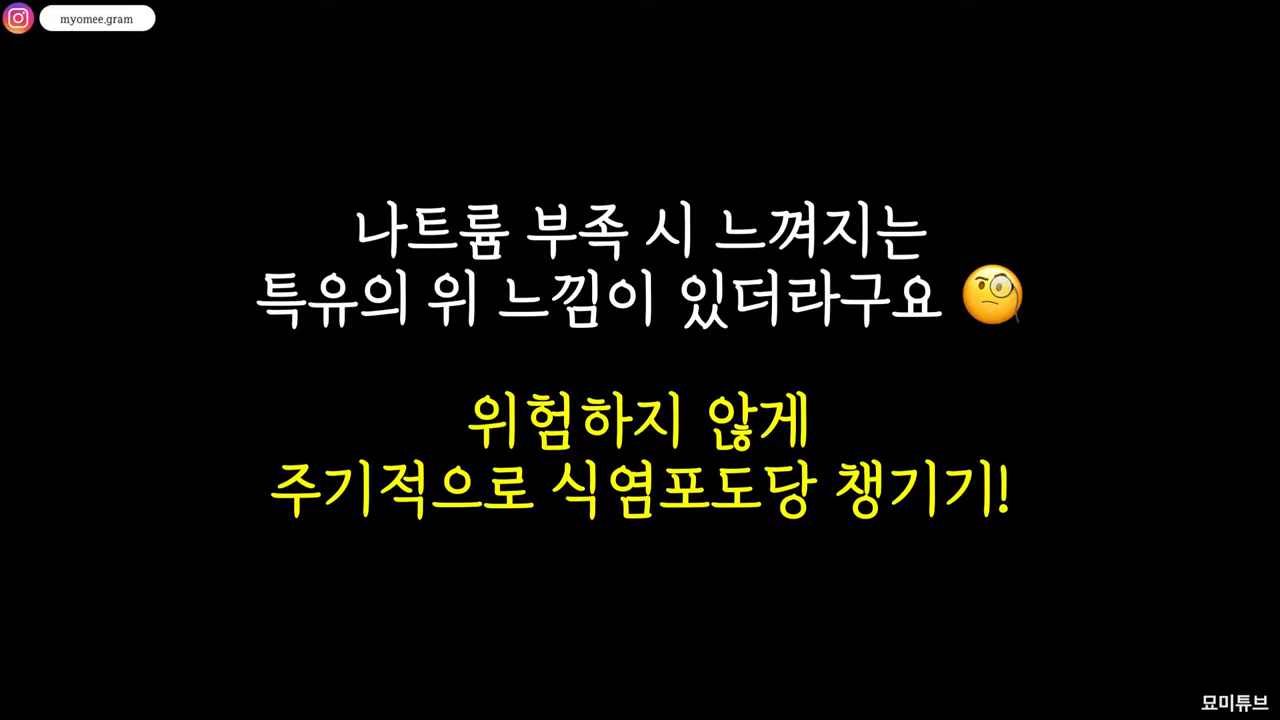 myomee.gram
나트륨 부족 시 느껴지는
특유의 위 느낌이 있더라구요 🧐
위험하지 않게
주기적으로 식염포도당 챙기기!
묘미튜브